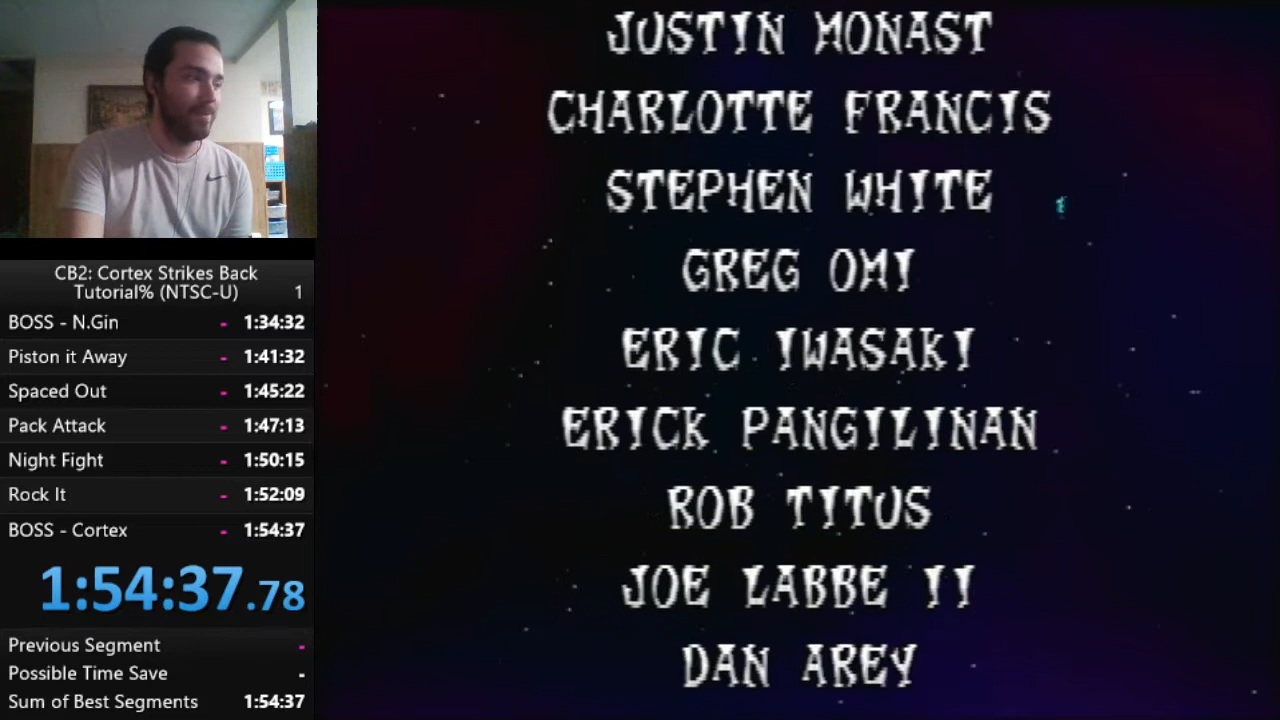 JUSTIN MONAST
CHARLOTTE FRANCIS
STEPHEN WHITE
GREG OMI
ERIC IWASAKI
ERICK PANGILINAN
ROB TITUS
JOE LABBE II
DAN AREY
CB2: Cortex Strikes Back
Tutorial% (NTSC-U) 1
BOSS - N.Gin - 1:34:32
Piston it Away - 1:41:32
Spaced Out - 1:45:22
Pack Attack - 1:47:13
Night Fight - 1:50:15
Rock It - 1:52:09
BOSS - Cortex - 1:54:37
1:54:37.78
Previous Segment -
Possible Time Save -
Sum of Best Segments 1:54:37